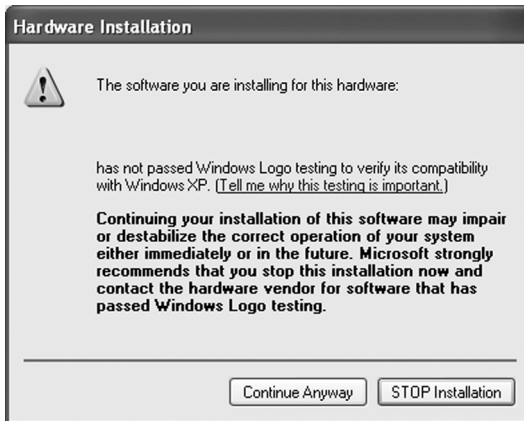 Hardware Installation
The software you are installing for this hardware:
has not passed Windows Logo testing to verify its compatibility
with Windows XP. (Tell me why this testing is important.)
Continuing your installation of this software may impair
or destabilize the correct operation of your system
either immediately or in the future. Microsoft strongly
recommends that you stop this installation now and
contact the hardware vendor for software that has
passed Windows Logo testing.
Continue Anyway
STOP Installation